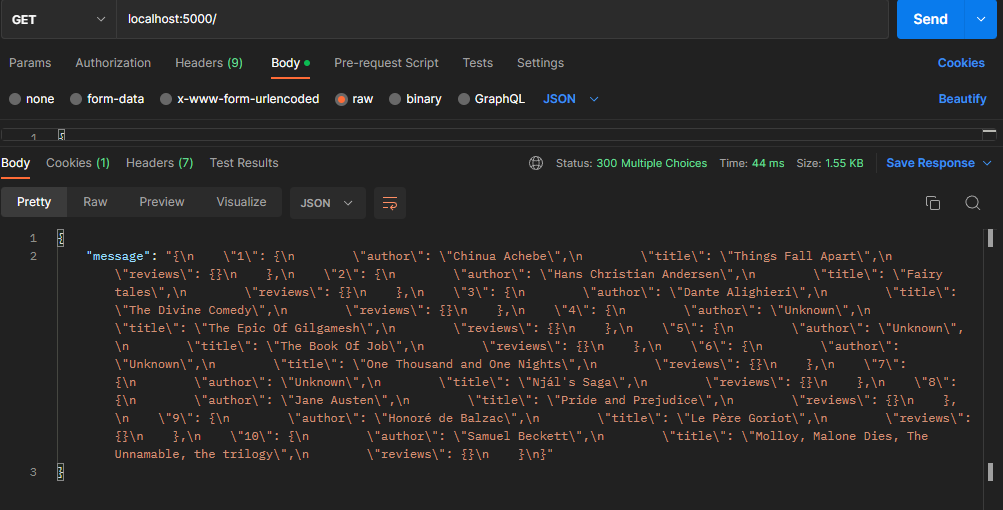 GET localhost:5000/ Send
Params Authorization Headers (9) Body Pre-request Script Tests Settings Cookies
none form-data x-www-form-urlencoded raw binary GraphQL JSON Beautify
1 {
Body Cookies (1) Headers (7) Test Results Status: 300 Multiple Choices Time: 44 ms Size: 1.55 KB Save Response
Pretty Raw Preview Visualize JSON
1 {
2 "message": "{\n    \"1\": {\n        \"author\": \"Chinua Achebe\",\n        \"title\": \"Things Fall Apart\",\n
\"reviews\": {}\n    },\n    \"2\": {\n        \"author\": \"Hans Christian Andersen\",\n        \"title\": \"Fairy
tales\",\n        \"reviews\": {}\n    },\n    \"3\": {\n        \"author\": \"Dante Alighieri\",\n        \"title\":
\"The Divine Comedy\",\n        \"reviews\": {}\n    },\n    \"4\": {\n        \"author\": \"Unknown\",\n
\"title\": \"The Epic Of Gilgamesh\",\n        \"reviews\": {}\n    },\n    \"5\": {\n        \"author\": \"Unknown\",
\n        \"title\": \"The Book Of Job\",\n        \"reviews\": {}\n    },\n    \"6\": {\n        \"author\":
\"Unknown\",\n        \"title\": \"One Thousand and One Nights\",\n        \"reviews\": {}\n    },\n    \"7\":
{\n        \"author\": \"Unknown\",\n        \"title\": \"Njál's Saga\",\n        \"reviews\": {}\n    },\n    \"8\":
{\n        \"author\": \"Jane Austen\",\n        \"title\": \"Pride and Prejudice\",\n        \"reviews\": {}\n    },
\n    \"9\": {\n        \"author\": \"Honoré de Balzac\",\n        \"title\": \"Le Père Goriot\",\n        \"reviews\":
{}\n    },\n    \"10\": {\n        \"author\": \"Samuel Beckett\",\n        \"title\": \"Molloy, Malone Dies, The
Unnamable, the trilogy\",\n        \"reviews\": {}\n    }\n}"
3 }